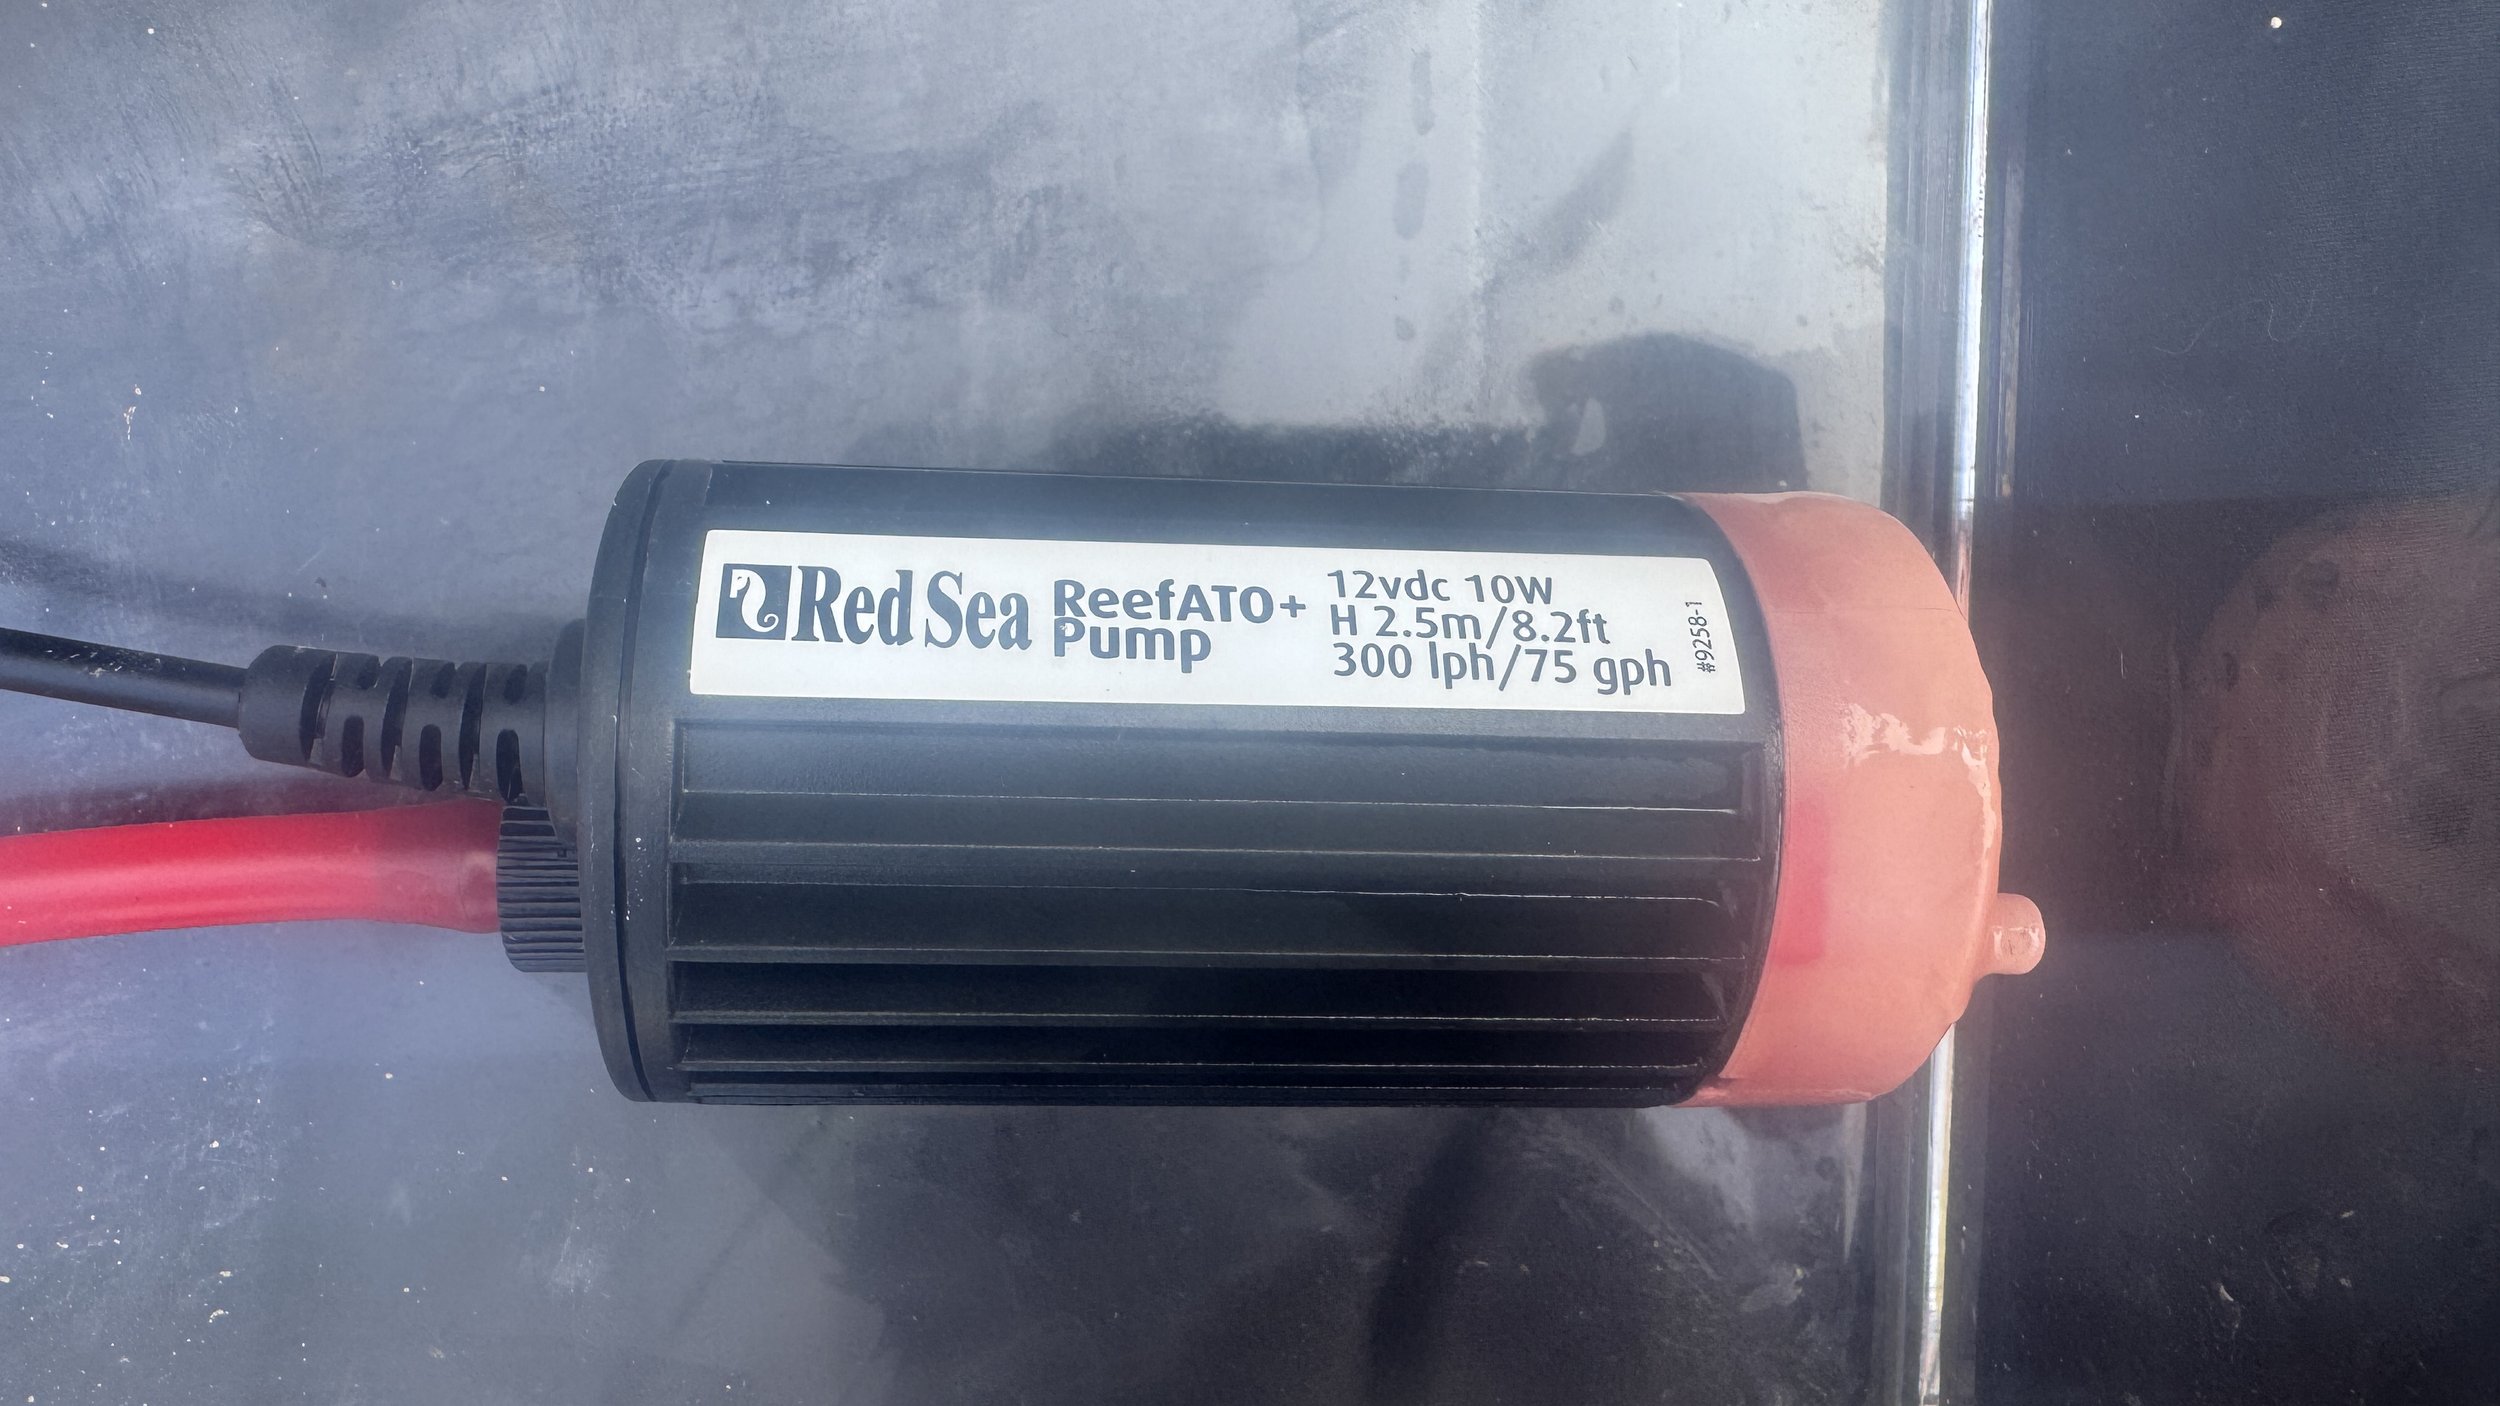 Red Sea
ReefATO+
Pump
12vdc 10W
H 2.5m/8.2ft
300 lph/75 gph
#9258-1